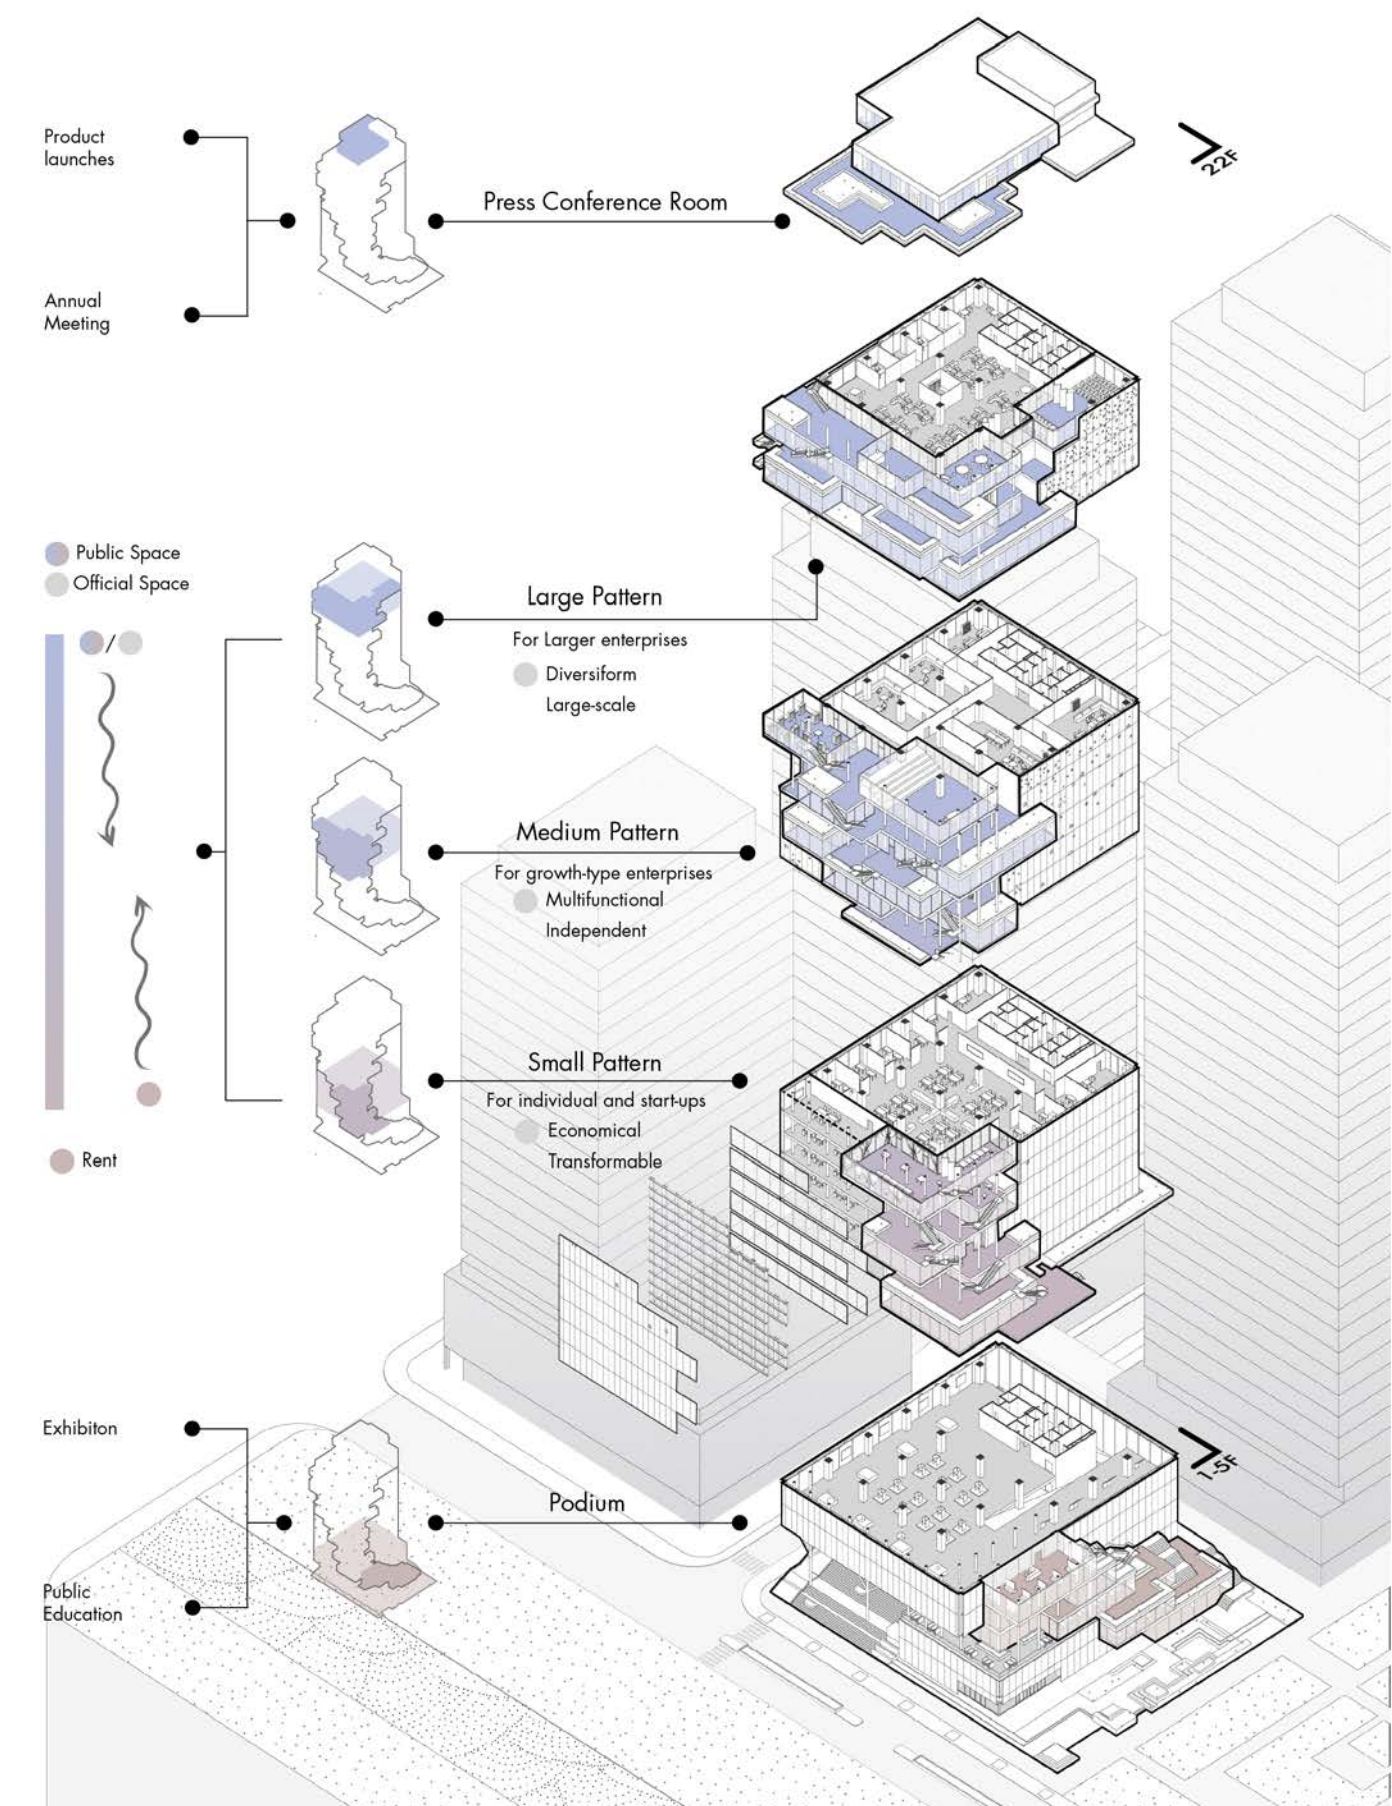 Product
launches
Press Conference Room
22F
Annual
Meeting
Public Space
Official Space
/
Large Pattern
For Larger enterprises
Diversiform
Large-scale
Medium Pattern
For growth-type enterprises
Multifunctional
Independent
Small Pattern
For individual and start-ups
Economical
Transformable
Rent
Exhibiton
1-5F
Podium
Public
Education